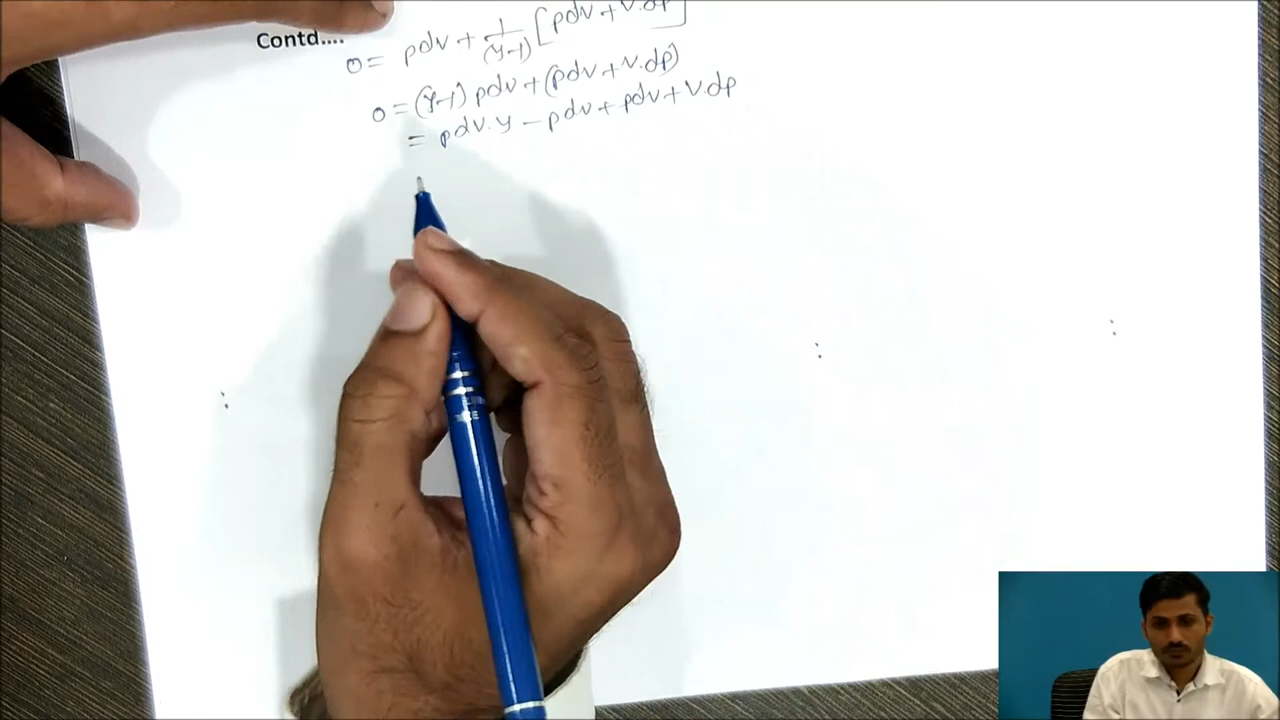 Contd....
0 = pdv + 1/(γ-1) [pdv + v.dp]
0 = (γ-1) pdv + (pdv + v.dp)
= pdv.γ - pdv + pdv + vdp